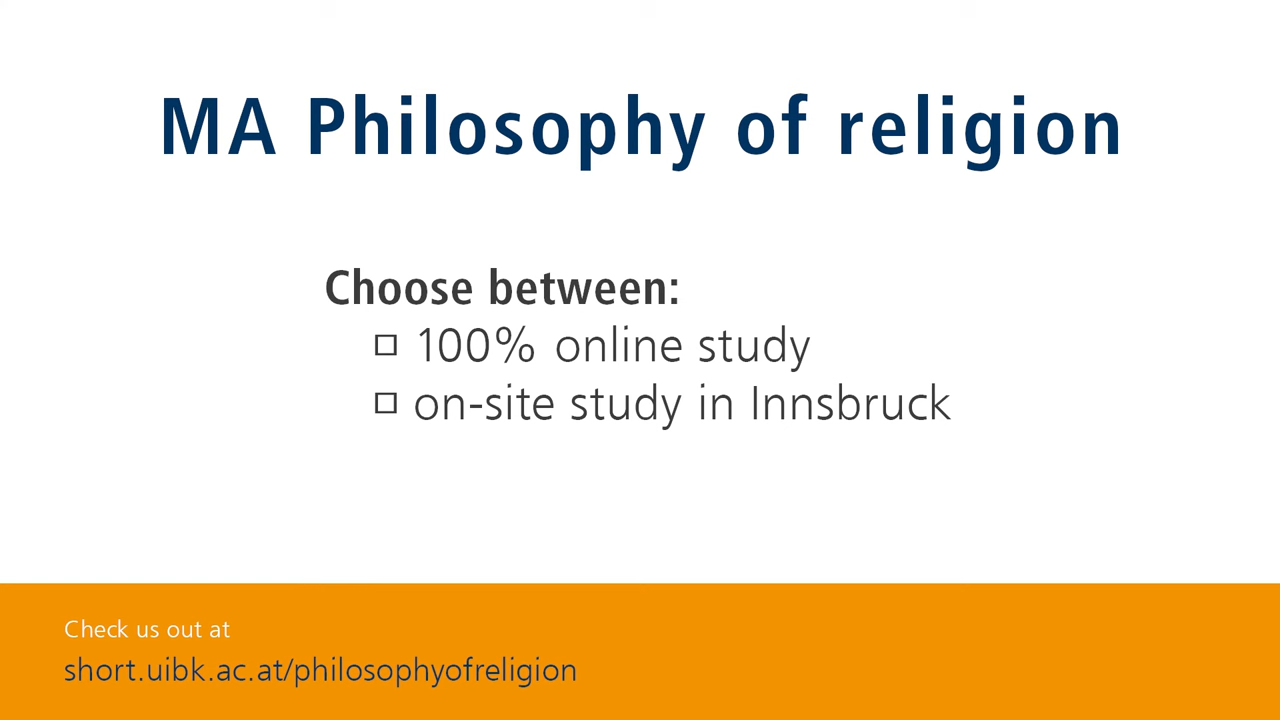 MA Philosophy of religion
Choose between:
☐ 100% online study
☐ on-site study in Innsbruck
Check us out at
short.uibk.ac.at/philosophyofreligion